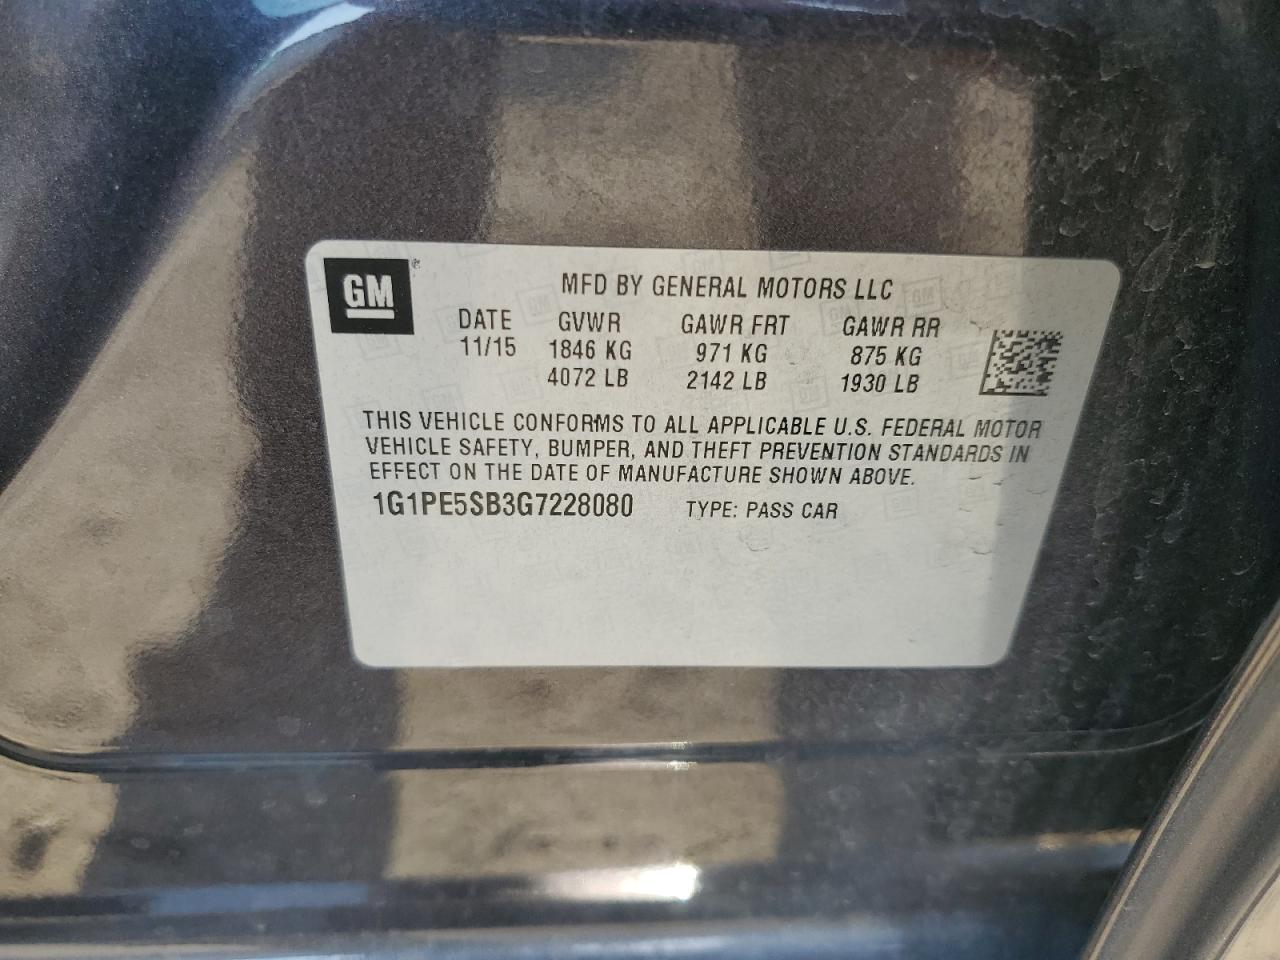 GM
MFD BY GENERAL MOTORS LLC
DATE GVWR GAWR FRT GAWR RR
11/15 1846 KG 971 KG 875 KG
4072 LB 2142 LB 1930 LB
THIS VEHICLE CONFORMS TO ALL APPLICABLE U.S. FEDERAL MOTOR
VEHICLE SAFETY, BUMPER, AND THEFT PREVENTION STANDARDS IN
EFFECT ON THE DATE OF MANUFACTURE SHOWN ABOVE.
1G1PE5SB3G7228080 TYPE: PASS CAR